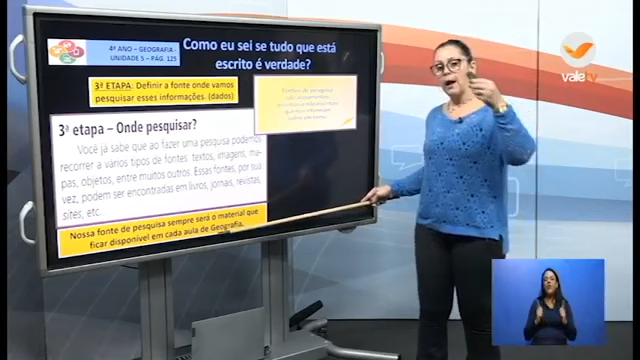 4º ANO – GEOGRAFIA -
UNIDADE 5 – PÁG. 125
Como eu sei se tudo que está
escrito é verdade?
3ª ETAPA: Definir a fonte onde vamos
pesquisar esses informações. (dados)
Fontes de pesquisa
3ª etapa – Onde pesquisar?
Você já sabe que ao fazer uma pesquisa podemos
recorrer a vários tipos de fontes textos, imagens, ma-
pas, objetos, entre muitos outros. Essas fontes, por sua
vez, podem ser encontradas em livros, jornais, revistas,
sites, etc.
Nossa fonte de pesquisa sempre será o material que
ficar disponível em cada aula de Geografia.
valetv